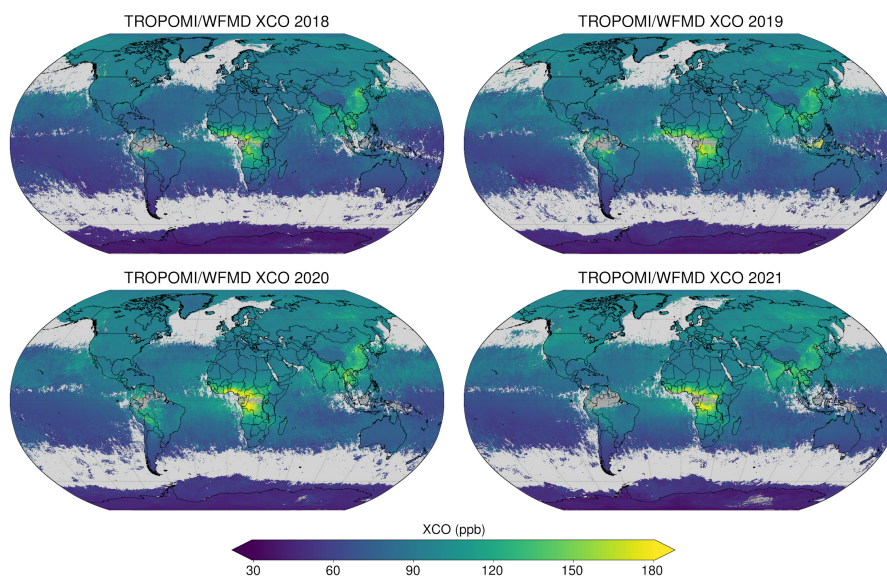 TROPOMI/WFMD XCO 2018
TROPOMI/WFMD XCO 2019
TROPOMI/WFMD XCO 2020
TROPOMI/WFMD XCO 2021
XCO (ppb)
30 60 90 120 150 180